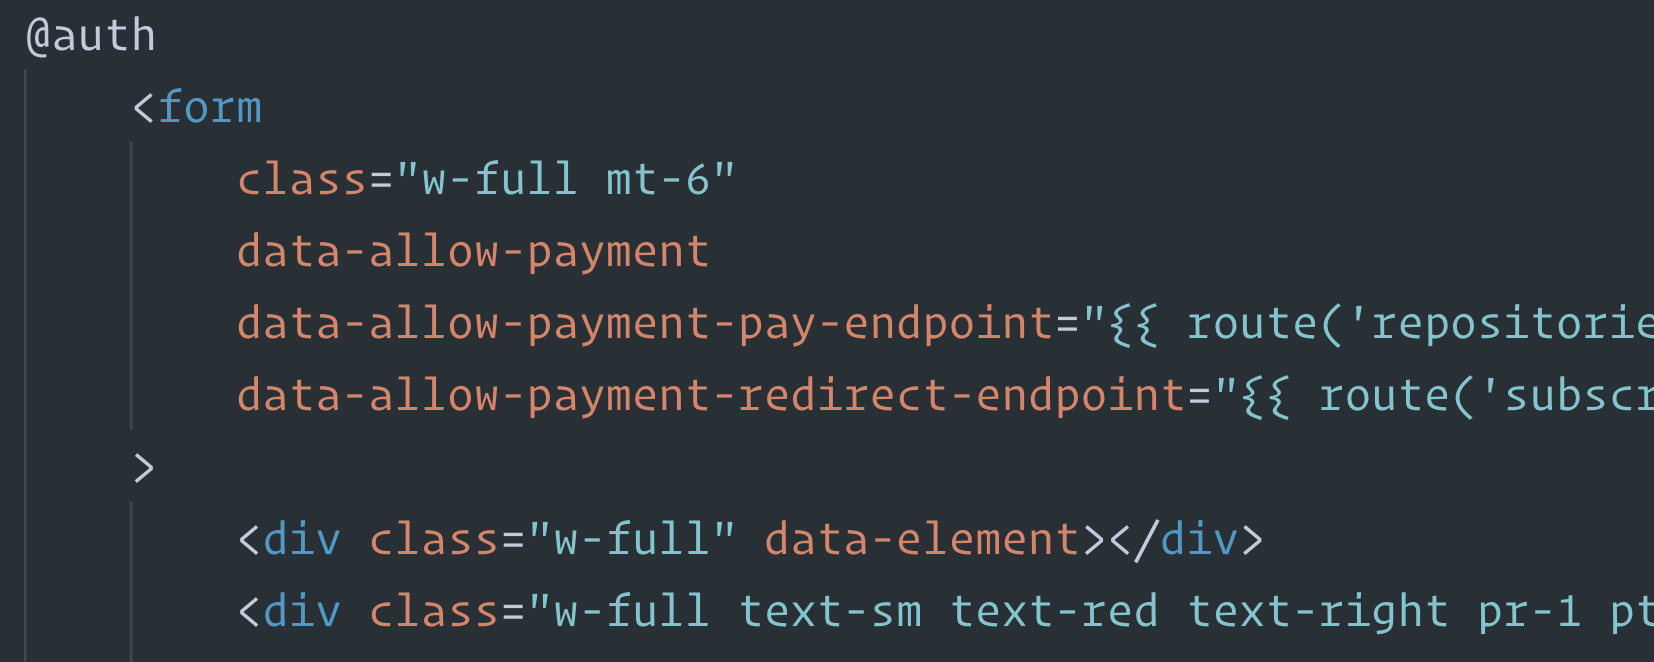 @auth
<form
class="w-full mt-6"
data-allow-payment
data-allow-payment-pay-endpoint="{{ route('repositorie
data-allow-payment-redirect-endpoint="{{ route('subscr
>
<div class="w-full" data-element></div>
<div class="w-full text-sm text-red text-right pr-1 pt